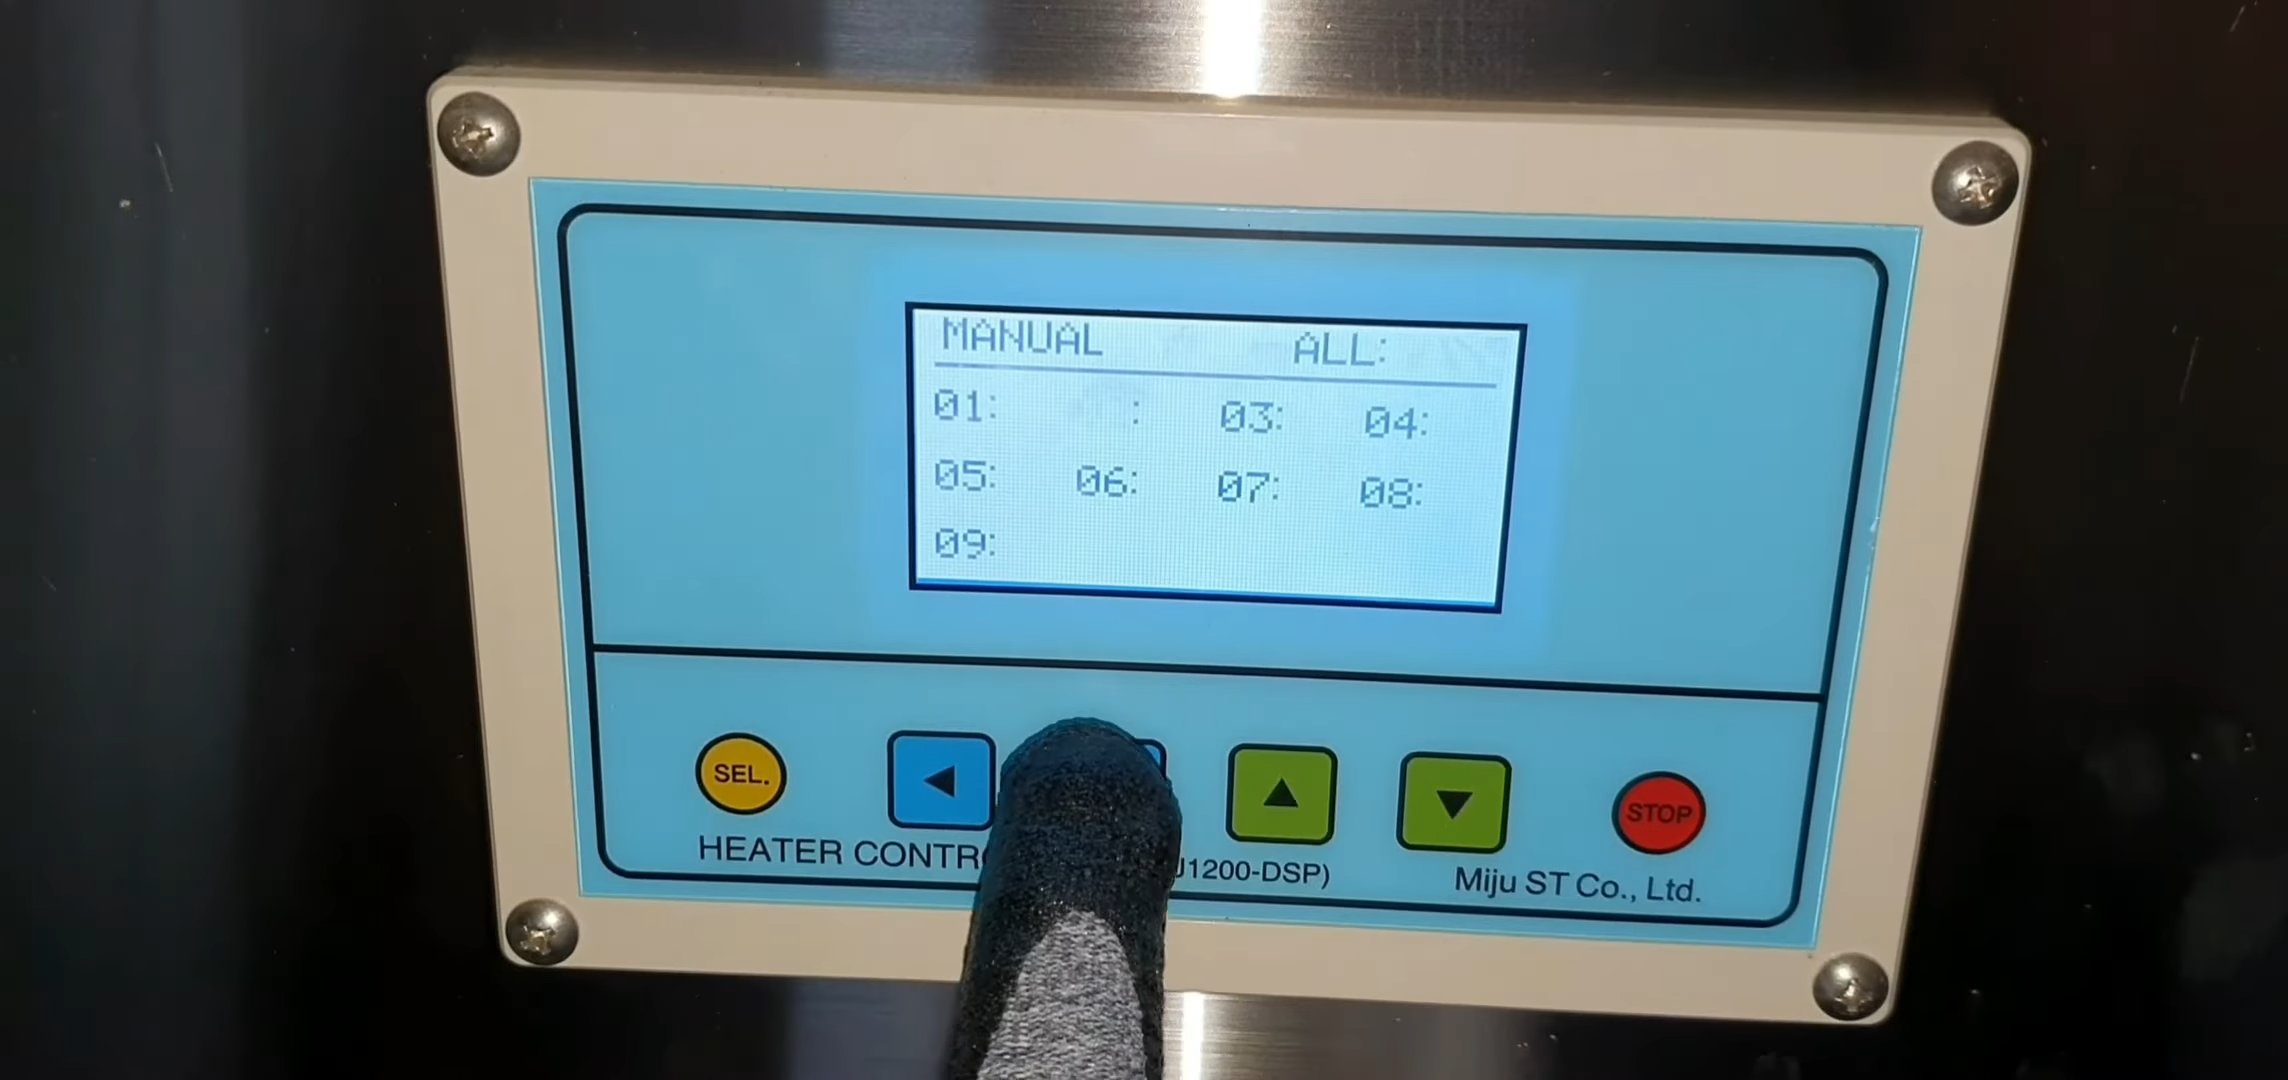 MANUAL ALL:
01: : 03: 04:
05: 06: 07: 08:
09:
SEL. STOP
HEATER CONTR J1200-DSP) Miju ST Co., Ltd.